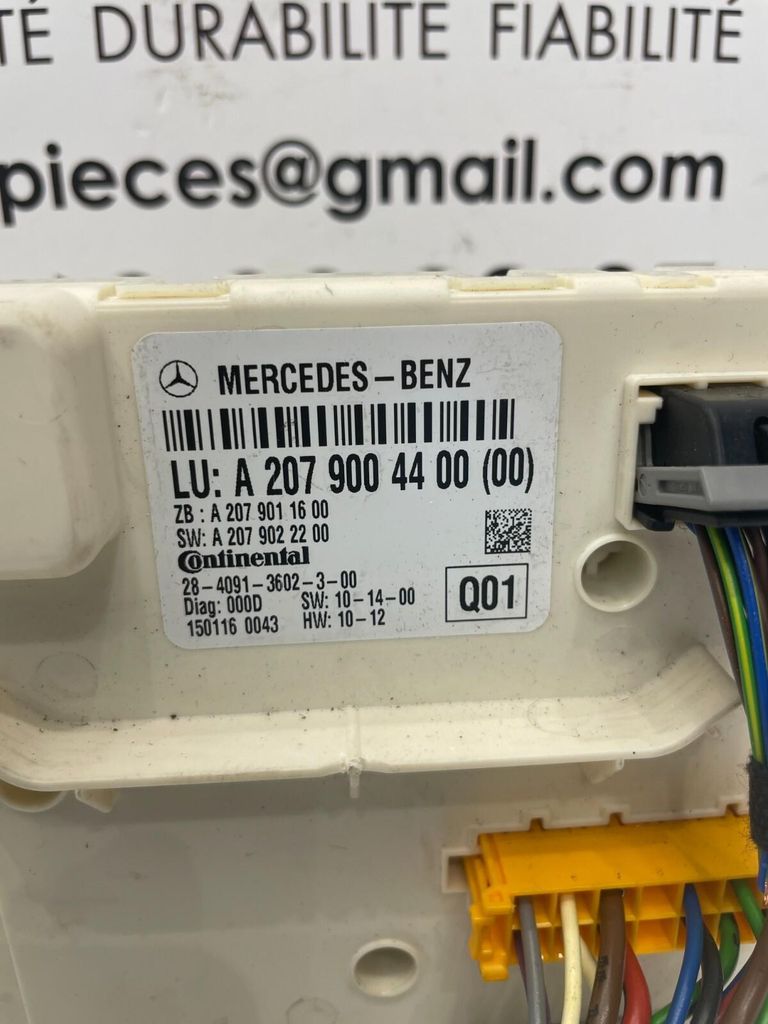 DURABILITÉ FIABILITÉ
pieces@gmail.com
MERCEDES-BENZ
LU: A 207 900 44 00 (00)
ZB : A 207 901 16 00
SW: A 207 902 22 00
Continental
28-4091-3602-3-00
Diag: 000D SW: 10-14-00
150116 0043 HW: 10-12
Q01